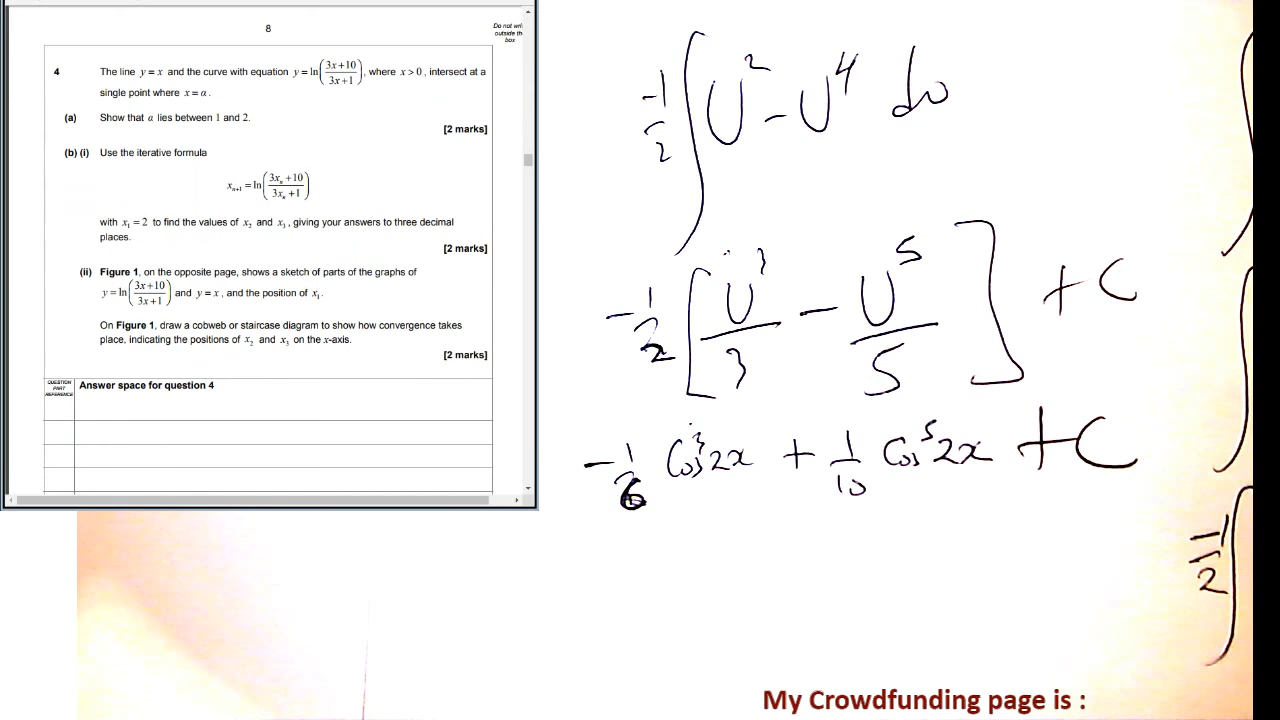 8
Do not wri
outside th
box
4 The line y = x and the curve with equation y = ln((3x+10)/(3x+1)), where x > 0, intersect at a
single point where x = α.
(a) Show that α lies between 1 and 2.
[2 marks]
(b) (i) Use the iterative formula
xₙ₊₁ = ln((3xₙ+10)/(3xₙ+1))
with x₁ = 2 to find the values of x₂ and x₃, giving your answers to three decimal
places.
[2 marks]
(ii) Figure 1, on the opposite page, shows a sketch of parts of the graphs of
y = ln((3x+10)/(3x+1)) and y = x, and the position of x₁.
On Figure 1, draw a cobweb or staircase diagram to show how convergence takes
place, indicating the positions of x₂ and x₃ on the x-axis.
[2 marks]
QUESTION
PART
REFERENCE
Answer space for question 4
-1/2 ∫ U² - U⁴ du
-1/2 [U³/3 - U⁵/5] + C
-1/6 Cos³2x + 1/10 Cos⁵2x + C
-1/2 ∫
My Crowdfunding page is :